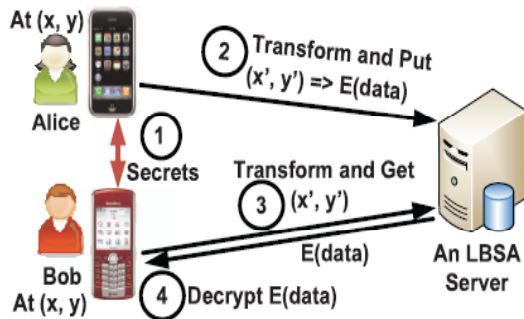 At (x, y)
Alice
1
Secrets
2
Transform and Put
(x', y') => E(data)
Transform and Get
3
(x', y')
E(data)
An LBSA
Server
Bob
At (x, y)
4
Decrypt E(data)